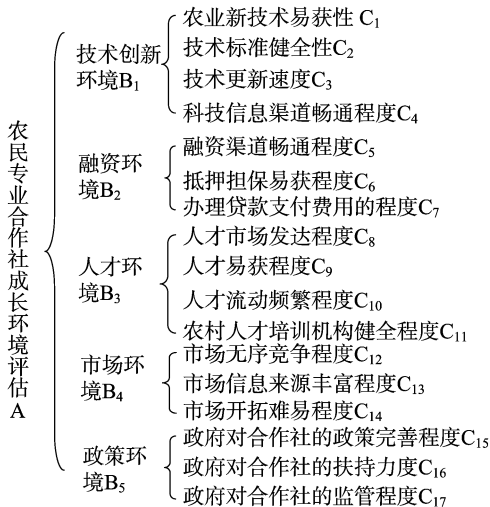 农民专业合作社成长环境评估A
技术创新
环境B₁
农业新技术易获性 C₁
技术标准健全性C₂
技术更新速度C₃
科技信息渠道畅通程度C₄
融资环
境B₂
融资渠道畅通程度C₅
抵押担保易获程度C₆
办理贷款支付费用的程度C₇
人才环
境B₃
人才市场发达程度C₈
人才易获程度C₉
人才流动频繁程度C₁₀
农村人才培训机构健全程度C₁₁
市场环
境B₄
市场无序竞争程度C₁₂
市场信息来源丰富程度C₁₃
市场开拓难易程度C₁₄
政策环
境B₅
政府对合作社的政策完善程度C₁₅
政府对合作社的扶持力度C₁₆
政府对合作社的监管程度C₁₇